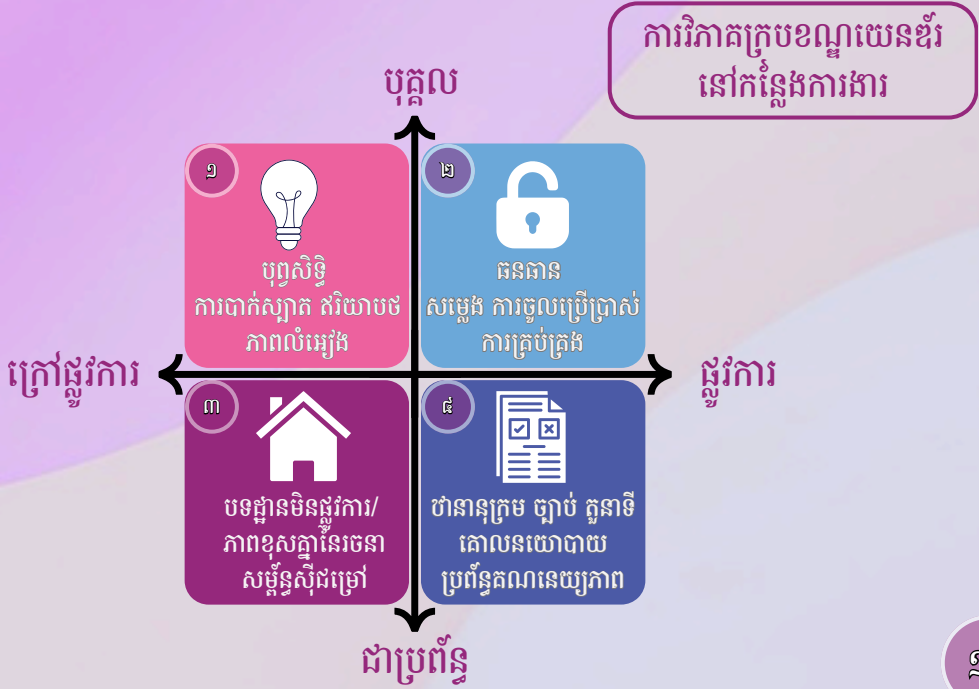 ការវិភាគក្របខណ្ឌយេនឌ័រ
នៅកន្លែងការងារ
បុគ្គល
១
បុព្វសិទ្ធិ
ការបាក់ស្បាត ឥរិយាបថ
ភាពលំអៀង
២
ធនធាន
សម្លេង ការចូលប្រើប្រាស់
ការគ្រប់គ្រង
ក្រៅផ្លូវការ
ផ្លូវការ
៣
បទដ្ឋានមិនផ្លូវការ/
ភាពខុសគ្នានៃរចនា
សម្ព័ន្ធស៊ីជម្រៅ
៤
ឋានានុក្រម ច្បាប់ តួនាទី
គោលនយោបាយ
ប្រព័ន្ធគណនេយ្យភាព
ជាប្រព័ន្ធ